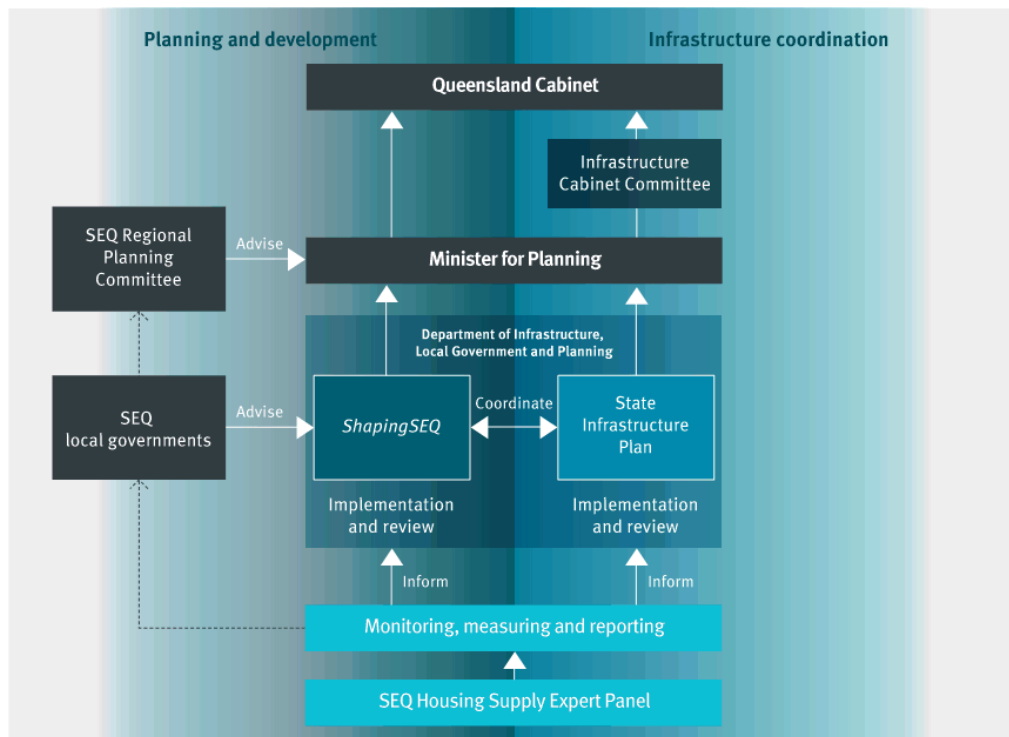 Planning and development
Infrastructure coordination
Queensland Cabinet
Infrastructure
Cabinet Committee
SEQ Regional
Planning
Committee
Advise
Minister for Planning
Department of Infrastructure,
Local Government and Planning
SEQ
local governments
Advise
ShapingSEQ
Coordinate
State
Infrastructure
Plan
Implementation
and review
Implementation
and review
Inform
Inform
Monitoring, measuring and reporting
SEQ Housing Supply Expert Panel